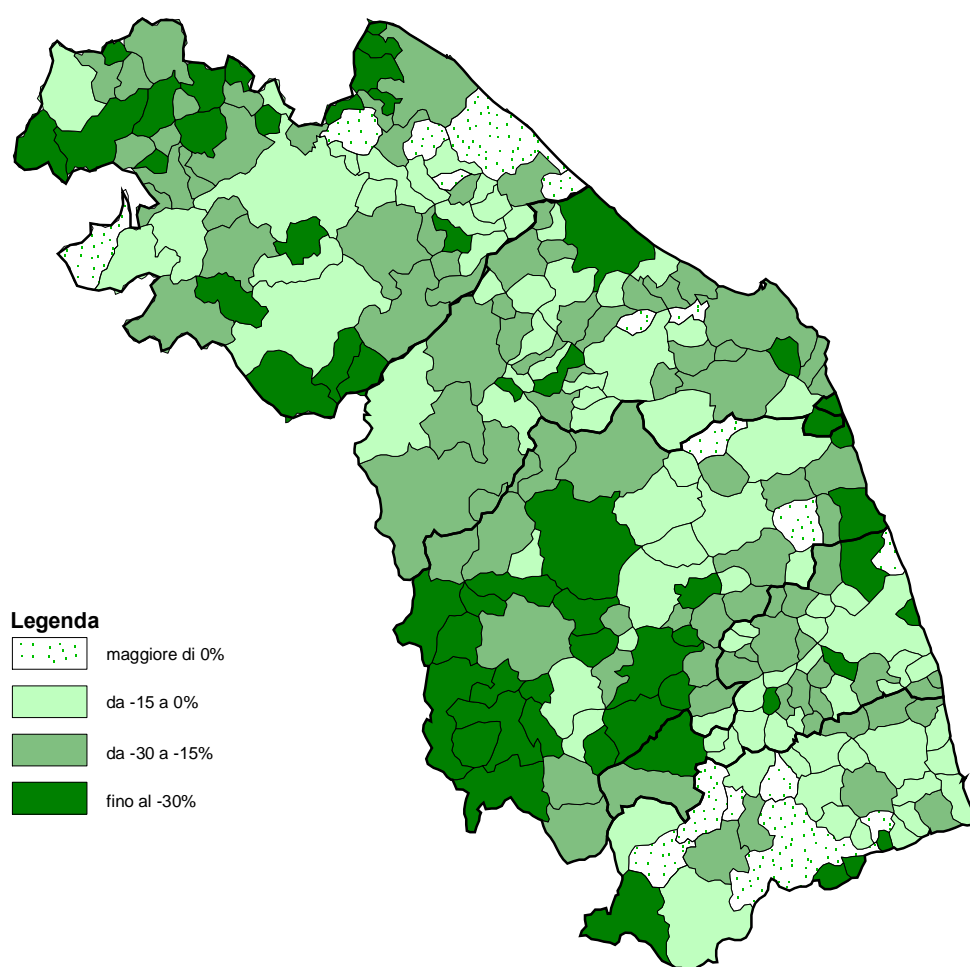 Legenda
maggiore di 0%
da -15 a 0%
da -30 a -15%
fino al -30%